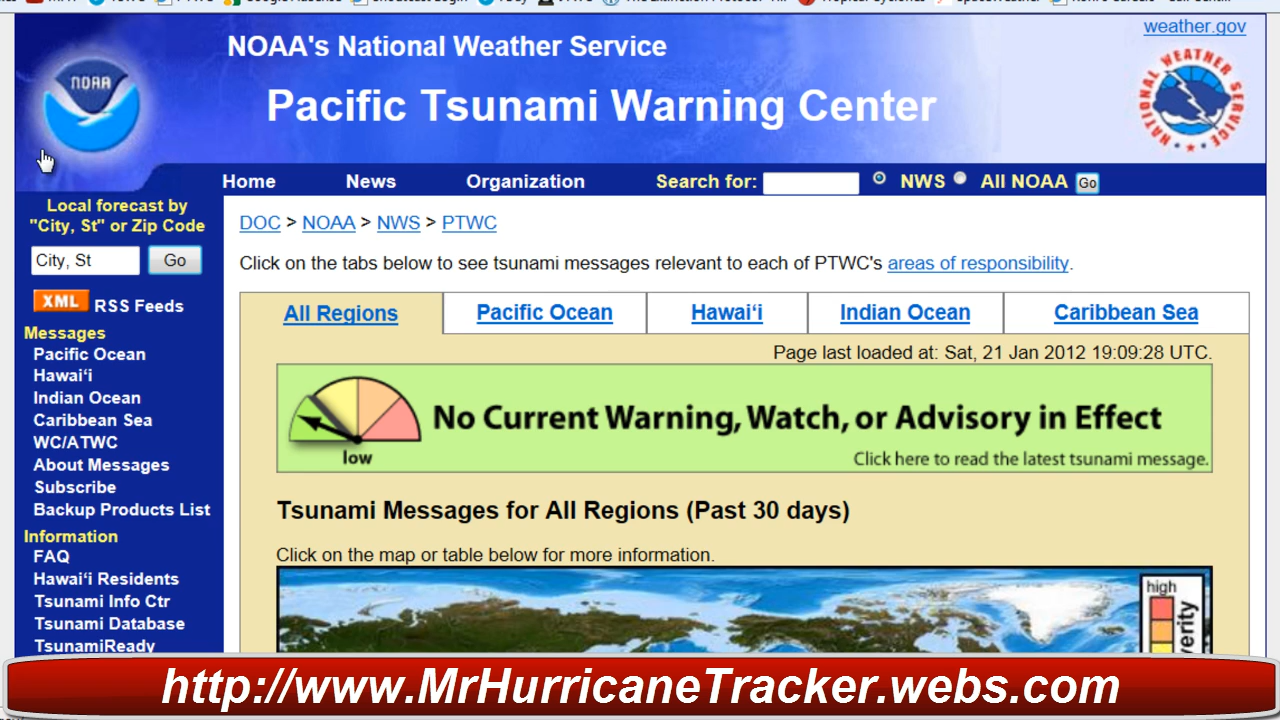 weather.gov
NOAA's National Weather Service
NOAA
Pacific Tsunami Warning Center
NATIONAL WEATHER SERVICE
Home News Organization Search for: NWS All NOAA Go
Local forecast by
"City, St" or Zip Code
City, St Go
XML RSS Feeds
Messages
Pacific Ocean
Hawai‘i
Indian Ocean
Caribbean Sea
WC/ATWC
About Messages
Subscribe
Backup Products List
Information
FAQ
Hawai‘i Residents
Tsunami Info Ctr
Tsunami Database
TsunamiReady
DOC > NOAA > NWS > PTWC
Click on the tabs below to see tsunami messages relevant to each of PTWC's areas of responsibility.
All Regions Pacific Ocean Hawai‘i Indian Ocean Caribbean Sea
Page last loaded at: Sat, 21 Jan 2012 19:09:28 UTC.
No Current Warning, Watch, or Advisory in Effect
low
Click here to read the latest tsunami message.
Tsunami Messages for All Regions (Past 30 days)
Click on the map or table below for more information.
high
verity
http://www.MrHurricaneTracker.webs.com